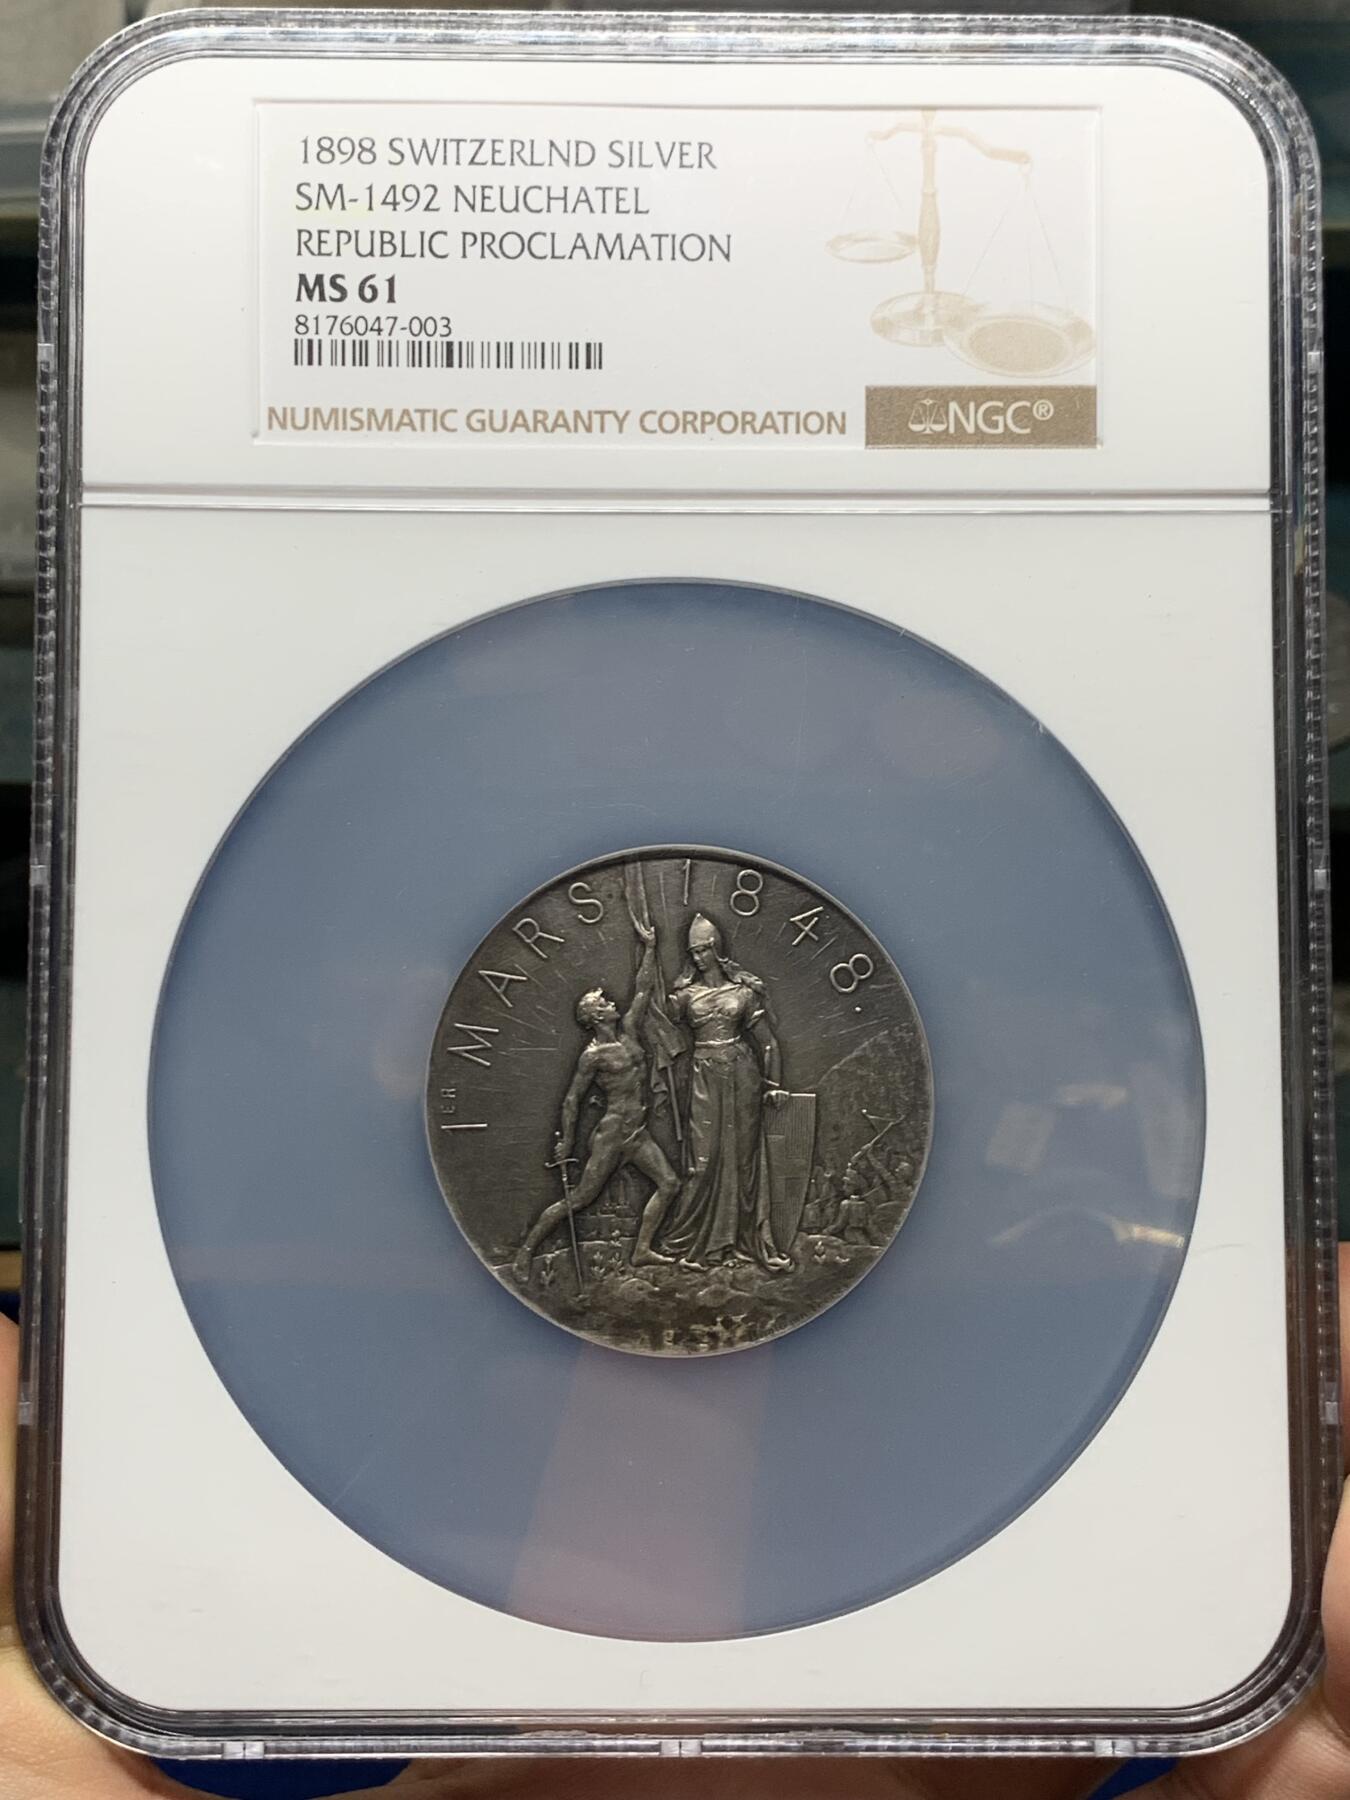 1898 SWITZERLND SILVER
SM-1492 NEUCHATEL
REPUBLIC PROCLAMATION
MS 61
8176047-003
NUMISMATIC GUARANTY CORPORATION
NGC®
1ER MARS 1848.